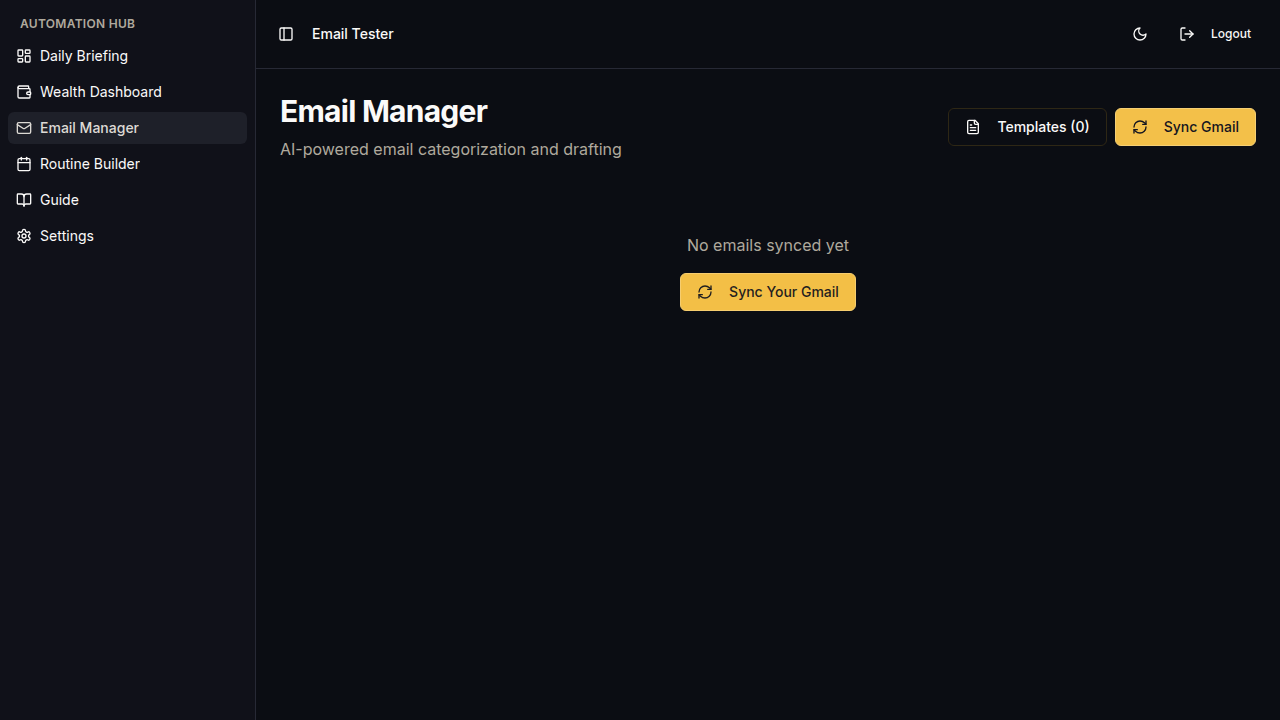 AUTOMATION HUB
Daily Briefing
Wealth Dashboard
Email Manager
Routine Builder
Guide
Settings
Email Tester
Logout
Email Manager
AI-powered email categorization and drafting
Templates (0)
Sync Gmail
No emails synced yet
Sync Your Gmail